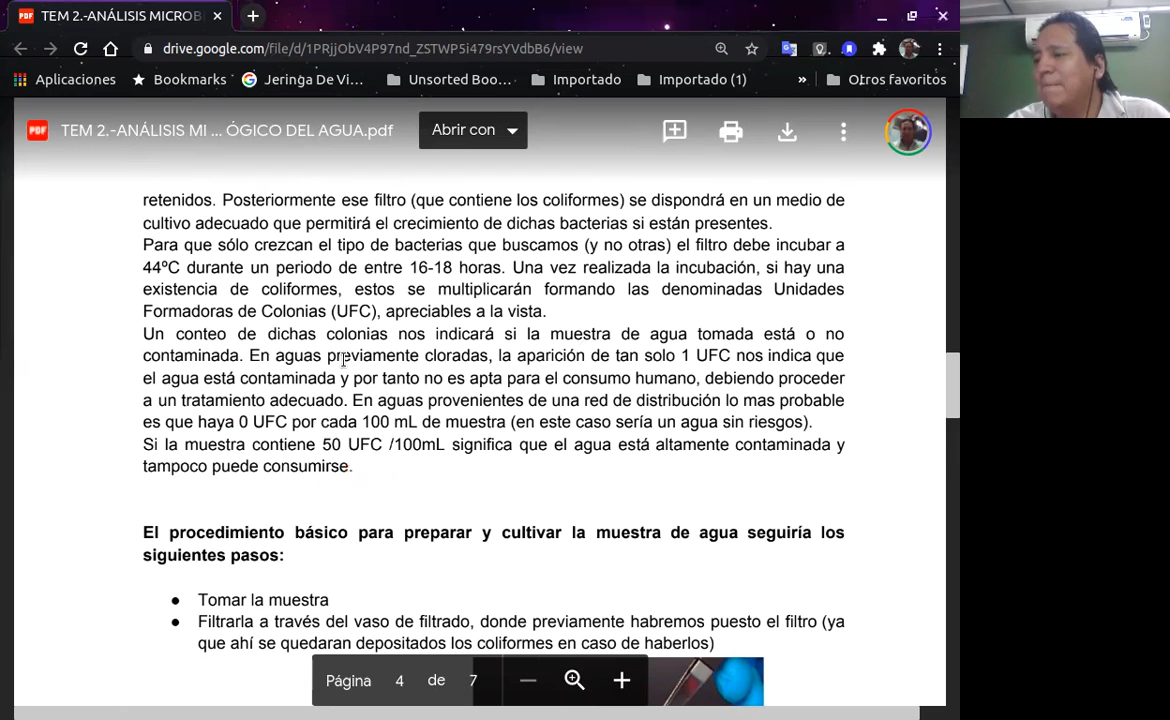 TEM 2.-ANÁLISIS MICROB
drive.google.com/file/d/1PRjjObV4P97nd_ZSTWPSi479rsYVdbB6/view
Aplicaciones Bookmarks Jeringa De Vi... Unsorted Boo... Importado Importado (1) » Otros favoritos
PDF TEM 2.-ANÁLISIS MI ... ÓGICO DEL AGUA.pdf Abrir con
retenidos. Posteriormente ese filtro (que contiene los coliformes) se dispondrá en un medio de
cultivo adecuado que permitirá el crecimiento de dichas bacterias si están presentes.
Para que sólo crezcan el tipo de bacterias que buscamos (y no otras) el filtro debe incubar a
44ºC durante un periodo de entre 16-18 horas. Una vez realizada la incubación, si hay una
existencia de coliformes, estos se multiplicarán formando las denominadas Unidades
Formadoras de Colonias (UFC), apreciables a la vista.
Un conteo de dichas colonias nos indicará si la muestra de agua tomada está o no
contaminada. En aguas previamente cloradas, la aparición de tan solo 1 UFC nos indica que
el agua está contaminada y por tanto no es apta para el consumo humano, debiendo proceder
a un tratamiento adecuado. En aguas provenientes de una red de distribución lo mas probable
es que haya 0 UFC por cada 100 mL de muestra (en este caso sería un agua sin riesgos).
Si la muestra contiene 50 UFC /100mL significa que el agua está altamente contaminada y
tampoco puede consumirse.
El procedimiento básico para preparar y cultivar la muestra de agua seguiría los
siguientes pasos:
● Tomar la muestra
● Filtrarla a través del vaso de filtrado, donde previamente habremos puesto el filtro (ya
que ahí se quedaran depositados los coliformes en caso de haberlos)
Página 4 de 7